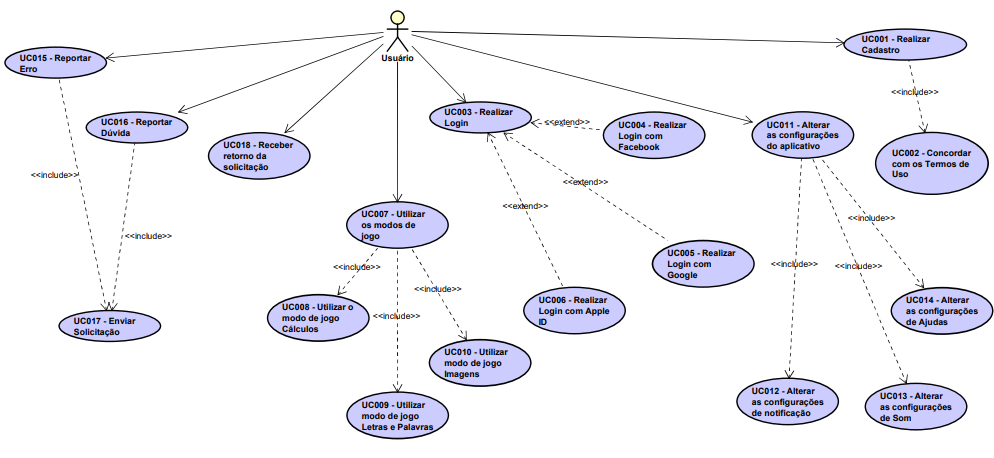 Usuário
UC001 - Realizar
Cadastro
UC015 - Reportar
Erro
<<include>>
UC016 - Reportar
Dúvida
UC018 - Receber
retorno da
solicitação
UC003 - Realizar
Login
<<extend>>
UC004 - Realizar
Login com
Facebook
UC011 - Alterar
as configurações
do aplicativo
UC002 - Concordar
com os Termos de
Uso
<<include>>
<<extend>>
<<extend>>
UC007 - Utilizar
os modos de
jogo
<<include>>
<<include>>
UC005 - Realizar
Login com
Google
<<include>>
<<include>>
<<include>>
<<include>>
UC008 - Utilizar o
modo de jogo
Cálculos
<<include>>
UC006 - Realizar
Login com Apple
ID
UC014 - Alterar
as configurações
de Ajudas
UC017 - Enviar
Solicitação
UC010 - Utilizar
modo de jogo
Imagens
UC009 - Utilizar
modo de jogo
Letras e Palavras
UC012 - Alterar
as configurações
de notificação
UC013 - Alterar
as configurações
de Som